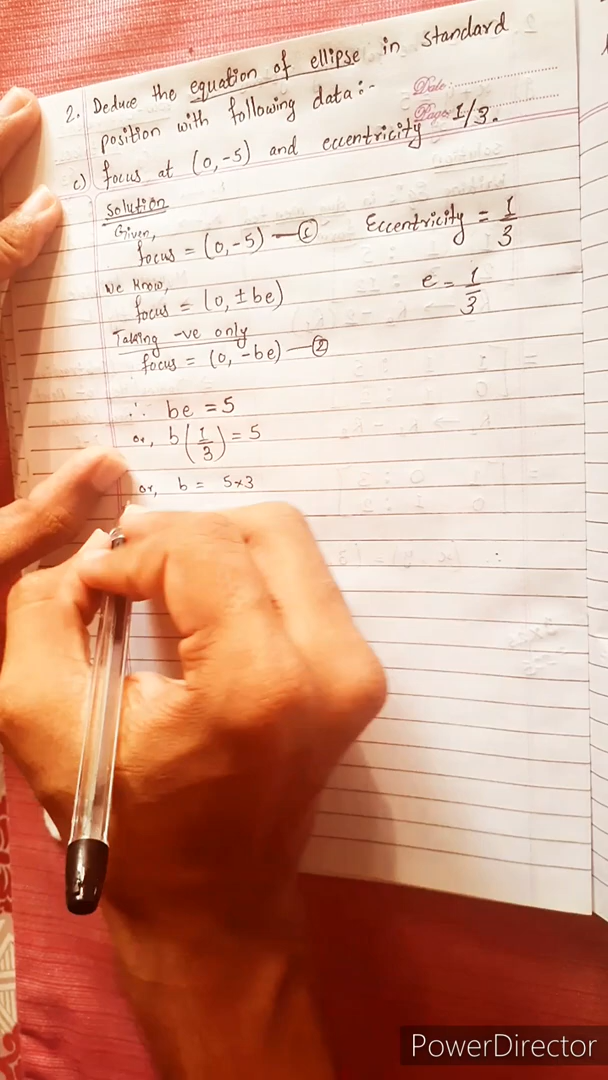 2. Deduce the equation of ellipse in standard
position with following data:-
Date:
Page:
c) focus at (0,-5) and eccentricity 1/3.
Solution
Given,
focus = (0,-5) —①
Eccentricity = 1/3
We know,
focus = (0, ±be)
e = 1/3
Taking -ve only
focus = (0, -be) —②
∴ be = 5
or, b(1/3) = 5
or, b = 5×3
PowerDirector